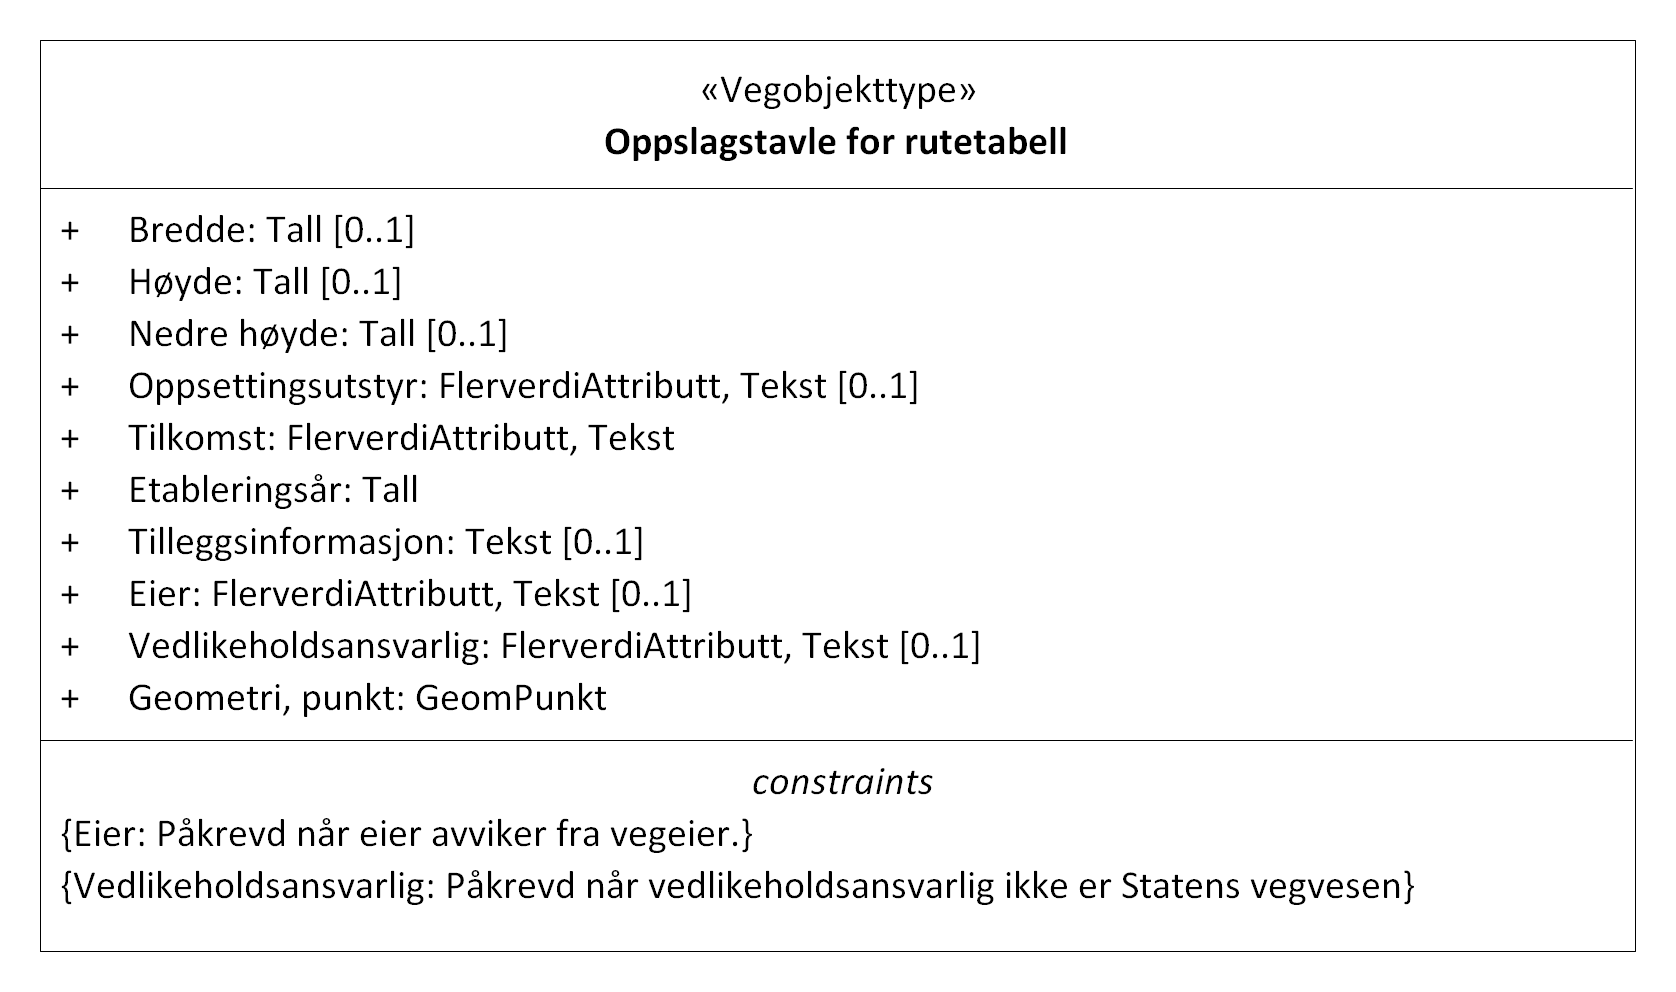 «Vegobjekttype»
Oppslagstavle for rutetabell
+ Bredde: Tall [0..1]
+ Høyde: Tall [0..1]
+ Nedre høyde: Tall [0..1]
+ Oppsettingsutstyr: FlerverdiAttributt, Tekst [0..1]
+ Tilkomst: FlerverdiAttributt, Tekst
+ Etableringsår: Tall
+ Tilleggsinformasjon: Tekst [0..1]
+ Eier: FlerverdiAttributt, Tekst [0..1]
+ Vedlikeholdsansvarlig: FlerverdiAttributt, Tekst [0..1]
+ Geometri, punkt: GeomPunkt
constraints
{Eier: Påkrevd når eier avviker fra vegeier.}
{Vedlikeholdsansvarlig: Påkrevd når vedlikeholdsansvarlig ikke er Statens vegvesen}